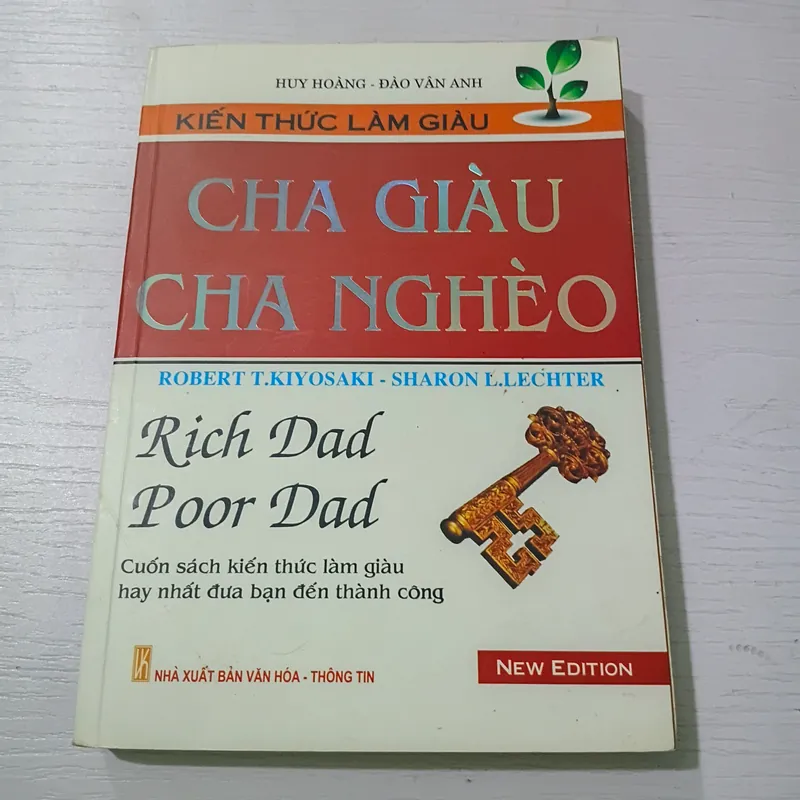 HUY HOÀNG - ĐÀO VÂN ANH
KIẾN THỨC LÀM GIÀU
CHA GIÀU
CHA NGHÈO
ROBERT T.KIYOSAKI - SHARON L.LECHTER
Rich Dad
Poor Dad
Cuốn sách kiến thức làm giàu
hay nhất đưa bạn đến thành công
NHÀ XUẤT BẢN VĂN HÓA - THÔNG TIN
NEW EDITION